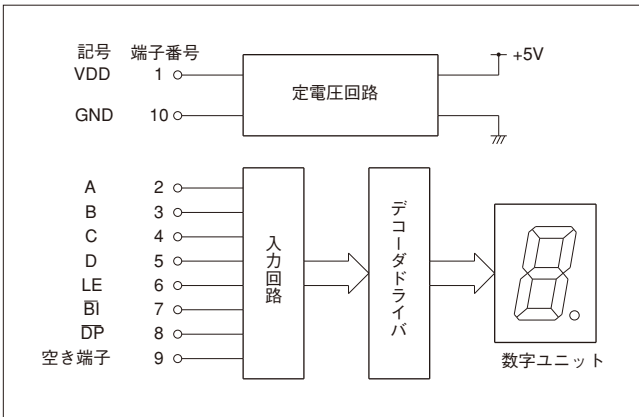 記号 端子番号
VDD 1
GND 10
定電圧回路
+5V
A 2
B 3
C 4
D 5
LE 6
B̅I̅ 7
D̅P̅ 8
空き端子 9
入力回路
デコーダドライバ
数字ユニット